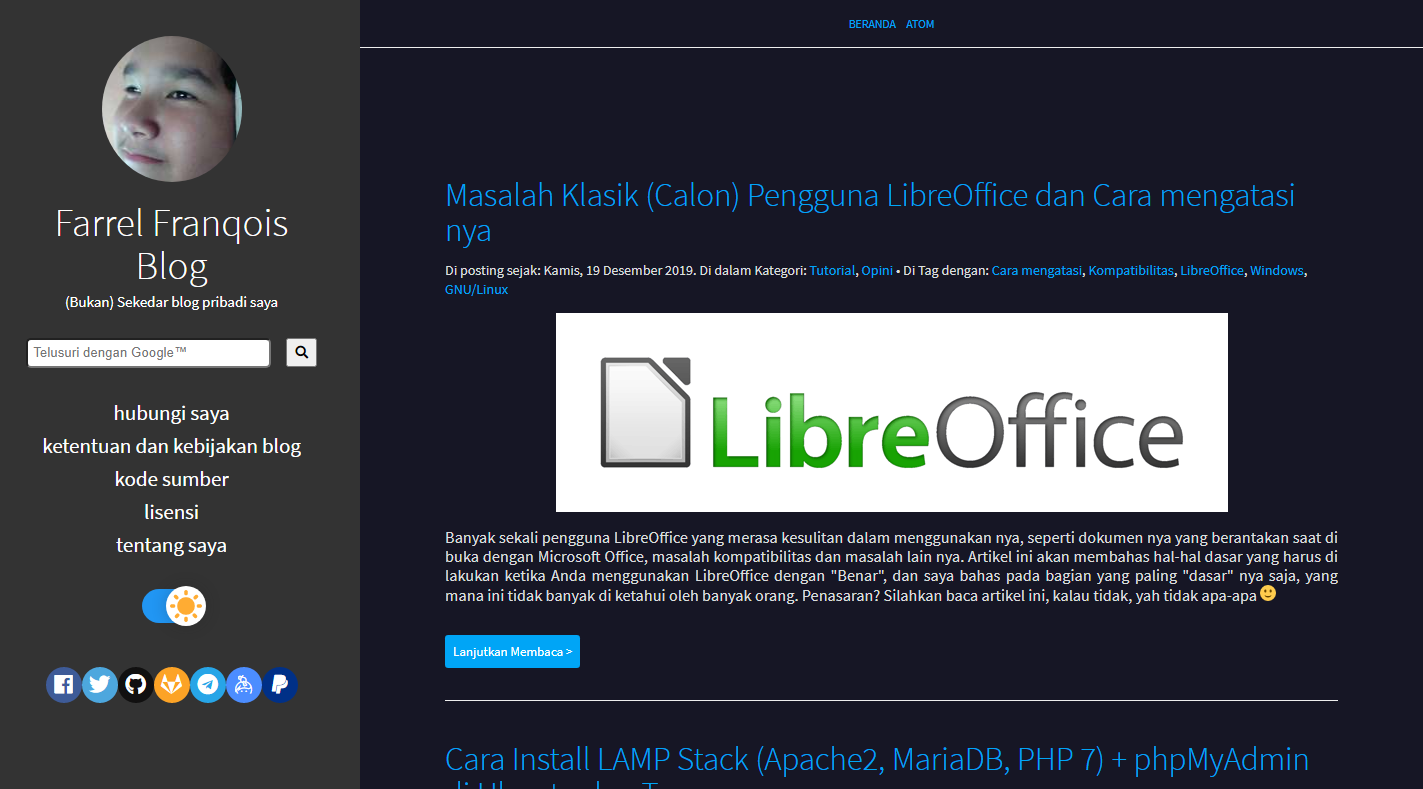 BERANDA ATOM
Farrel Franqois
Blog
(Bukan) Sekedar blog pribadi saya
Telusuri dengan Google™
hubungi saya
ketentuan dan kebijakan blog
kode sumber
lisensi
tentang saya
Masalah Klasik (Calon) Pengguna LibreOffice dan Cara mengatasi
nya
Di posting sejak: Kamis, 19 Desember 2019. Di dalam Kategori: Tutorial, Opini • Di Tag dengan: Cara mengatasi, Kompatibilitas, LibreOffice, Windows,
GNU/Linux
LibreOffice
Banyak sekali pengguna LibreOffice yang merasa kesulitan dalam menggunakan nya, seperti dokumen nya yang berantakan saat di
buka dengan Microsoft Office, masalah kompatibilitas dan masalah lain nya. Artikel ini akan membahas hal-hal dasar yang harus di
lakukan ketika Anda menggunakan LibreOffice dengan "Benar", dan saya bahas pada bagian yang paling "dasar" nya saja, yang
mana ini tidak banyak di ketahui oleh banyak orang. Penasaran? Silahkan baca artikel ini, kalau tidak, yah tidak apa-apa 🙂
Lanjutkan Membaca >
Cara Install LAMP Stack (Apache2, MariaDB, PHP 7) + phpMyAdmin